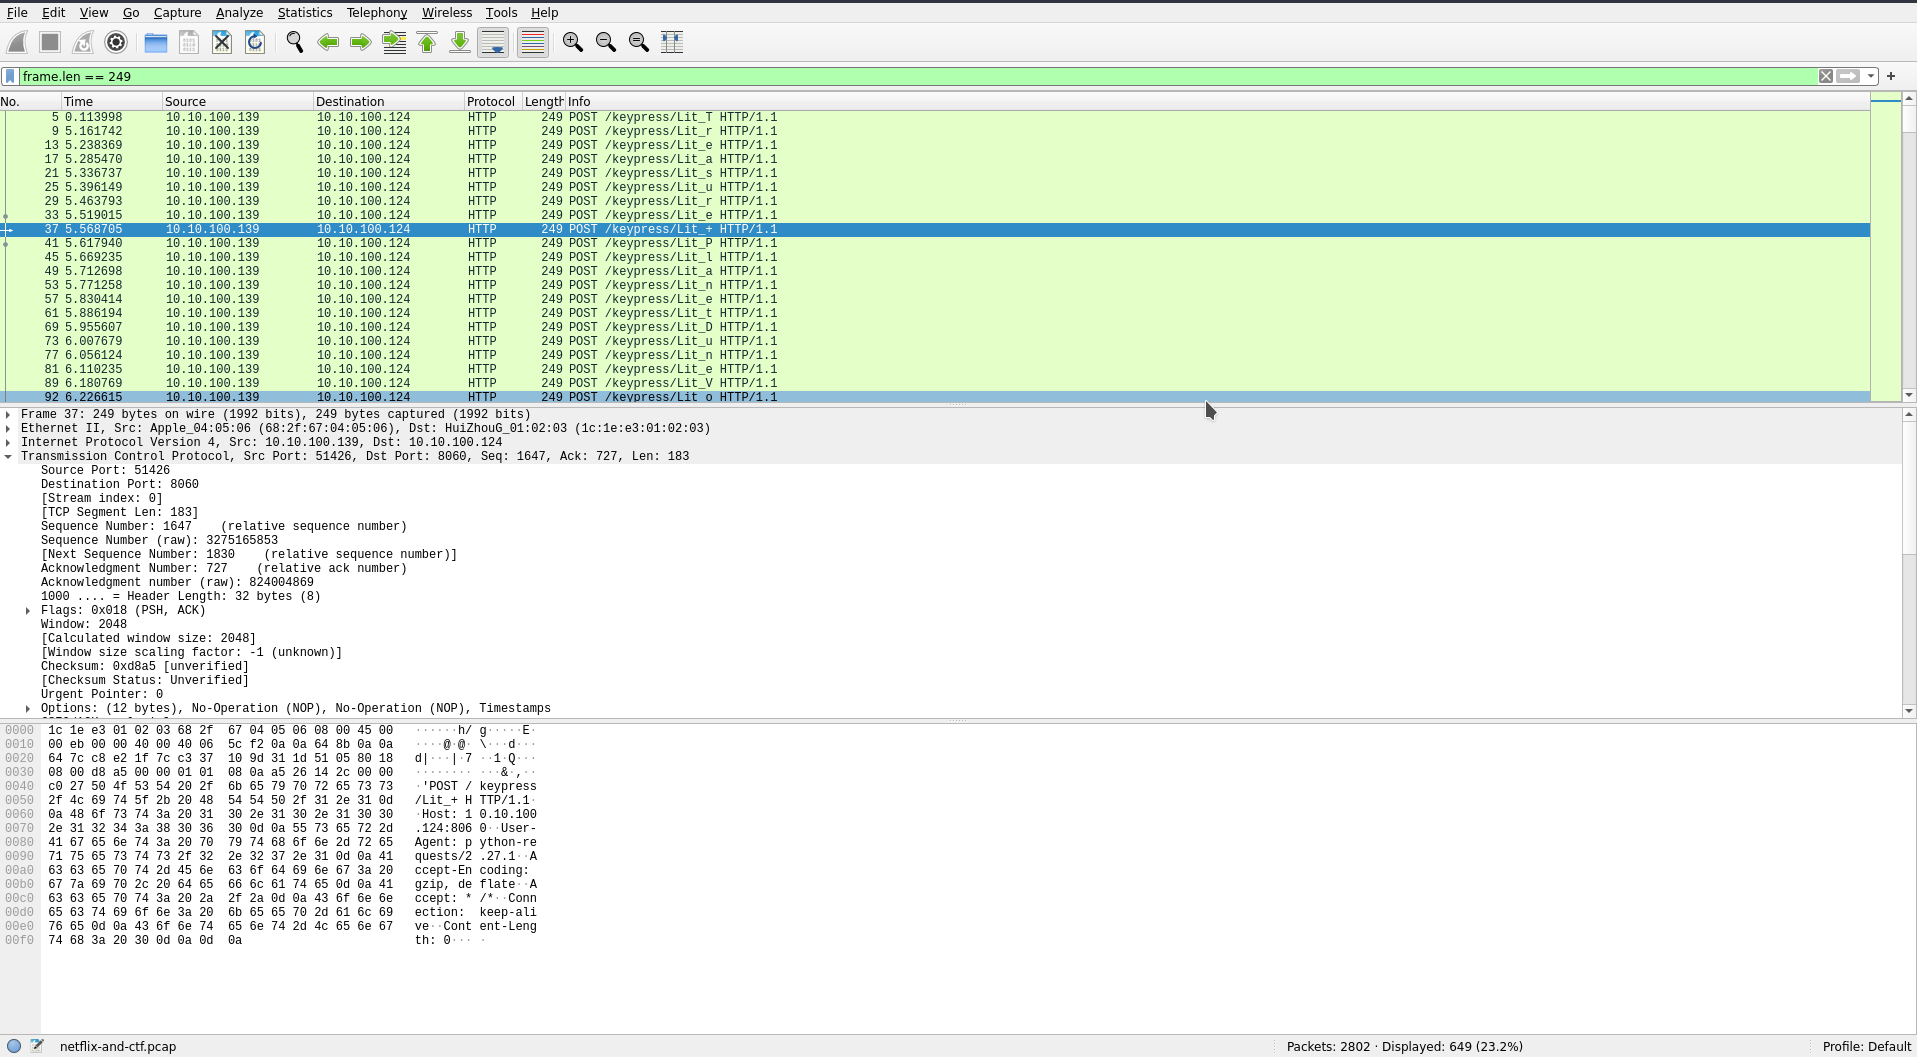 File Edit View Go Capture Analyze Statistics Telephony Wireless Tools Help
frame.len == 249
No. Time Source Destination Protocol Length Info
5 0.113998 10.10.100.139 10.10.100.124 HTTP 249 POST /keypress/Lit_T HTTP/1.1
9 5.161742 10.10.100.139 10.10.100.124 HTTP 249 POST /keypress/Lit_r HTTP/1.1
13 5.238369 10.10.100.139 10.10.100.124 HTTP 249 POST /keypress/Lit_e HTTP/1.1
17 5.285470 10.10.100.139 10.10.100.124 HTTP 249 POST /keypress/Lit_a HTTP/1.1
21 5.336737 10.10.100.139 10.10.100.124 HTTP 249 POST /keypress/Lit_s HTTP/1.1
25 5.396149 10.10.100.139 10.10.100.124 HTTP 249 POST /keypress/Lit_u HTTP/1.1
29 5.463793 10.10.100.139 10.10.100.124 HTTP 249 POST /keypress/Lit_r HTTP/1.1
33 5.519015 10.10.100.139 10.10.100.124 HTTP 249 POST /keypress/Lit_e HTTP/1.1
37 5.568705 10.10.100.139 10.10.100.124 HTTP 249 POST /keypress/Lit_+ HTTP/1.1
41 5.617940 10.10.100.139 10.10.100.124 HTTP 249 POST /keypress/Lit_P HTTP/1.1
45 5.669235 10.10.100.139 10.10.100.124 HTTP 249 POST /keypress/Lit_l HTTP/1.1
49 5.712698 10.10.100.139 10.10.100.124 HTTP 249 POST /keypress/Lit_a HTTP/1.1
53 5.771258 10.10.100.139 10.10.100.124 HTTP 249 POST /keypress/Lit_n HTTP/1.1
57 5.830414 10.10.100.139 10.10.100.124 HTTP 249 POST /keypress/Lit_e HTTP/1.1
61 5.886194 10.10.100.139 10.10.100.124 HTTP 249 POST /keypress/Lit_t HTTP/1.1
69 5.955607 10.10.100.139 10.10.100.124 HTTP 249 POST /keypress/Lit_D HTTP/1.1
73 6.007679 10.10.100.139 10.10.100.124 HTTP 249 POST /keypress/Lit_u HTTP/1.1
77 6.056124 10.10.100.139 10.10.100.124 HTTP 249 POST /keypress/Lit_n HTTP/1.1
81 6.110235 10.10.100.139 10.10.100.124 HTTP 249 POST /keypress/Lit_e HTTP/1.1
89 6.180769 10.10.100.139 10.10.100.124 HTTP 249 POST /keypress/Lit_V HTTP/1.1
92 6.226615 10.10.100.139 10.10.100.124 HTTP 249 POST /keypress/Lit_o HTTP/1.1
Frame 37: 249 bytes on wire (1992 bits), 249 bytes captured (1992 bits)
Ethernet II, Src: Apple_04:05:06 (68:2f:67:04:05:06), Dst: HuiZhouG_01:02:03 (1c:1e:e3:01:02:03)
Internet Protocol Version 4, Src: 10.10.100.139, Dst: 10.10.100.124
Transmission Control Protocol, Src Port: 51426, Dst Port: 8060, Seq: 1647, Ack: 727, Len: 183
Source Port: 51426
Destination Port: 8060
[Stream index: 0]
[TCP Segment Len: 183]
Sequence Number: 1647 (relative sequence number)
Sequence Number (raw): 3275165853
[Next Sequence Number: 1830 (relative sequence number)]
Acknowledgment Number: 727 (relative ack number)
Acknowledgment number (raw): 824004869
1000 .... = Header Length: 32 bytes (8)
Flags: 0x018 (PSH, ACK)
Window: 2048
[Calculated window size: 2048]
[Window size scaling factor: -1 (unknown)]
Checksum: 0xd8a5 [unverified]
[Checksum Status: Unverified]
Urgent Pointer: 0
Options: (12 bytes), No-Operation (NOP), No-Operation (NOP), Timestamps
0000 1c 1e e3 01 02 03 68 2f 67 04 05 06 08 00 45 00 ······h/ g·····E·
0010 00 eb 00 00 40 00 40 06 5c f2 0a 0a 64 8b 0a 0a ····@·@· \···d···
0020 64 7c c8 e2 1f 7c c3 37 10 9d 31 1d 51 05 80 18 d|···|·7 ··1·Q···
0030 08 00 d8 a5 00 00 01 01 08 0a a5 26 14 2c 00 00 ········ ···&·,··
0040 c0 27 50 4f 53 54 20 2f 6b 65 79 70 72 65 73 73 ·'POST / keypress
0050 2f 4c 69 74 5f 2b 20 48 54 54 50 2f 31 2e 31 0d /Lit_+ H TTP/1.1·
0060 0a 48 6f 73 74 3a 20 31 30 2e 31 30 2e 31 30 30 ·Host: 1 0.10.100
0070 2e 31 32 34 3a 38 30 36 30 0d 0a 55 73 65 72 2d .124:806 0··User-
0080 41 67 65 6e 74 3a 20 70 79 74 68 6f 6e 2d 72 65 Agent: p ython-re
0090 71 75 65 73 74 73 2f 32 2e 32 37 2e 31 0d 0a 41 quests/2 .27.1··A
00a0 63 63 65 70 74 2d 45 6e 63 6f 64 69 6e 67 3a 20 ccept-En coding:
00b0 67 7a 69 70 2c 20 64 65 66 6c 61 74 65 0d 0a 41 gzip, de flate··A
00c0 63 63 65 70 74 3a 20 2a 2f 2a 0d 0a 43 6f 6e 6e ccept: * /*··Conn
00d0 65 63 74 69 6f 6e 3a 20 6b 65 65 70 2d 61 6c 69 ection: keep-ali
00e0 76 65 0d 0a 43 6f 6e 74 65 6e 74 2d 4c 65 6e 67 ve··Cont ent-Leng
00f0 74 68 3a 20 30 0d 0a 0d 0a th: 0··· ·
netflix-and-ctf.pcap Packets: 2802 · Displayed: 649 (23.2%) Profile: Default